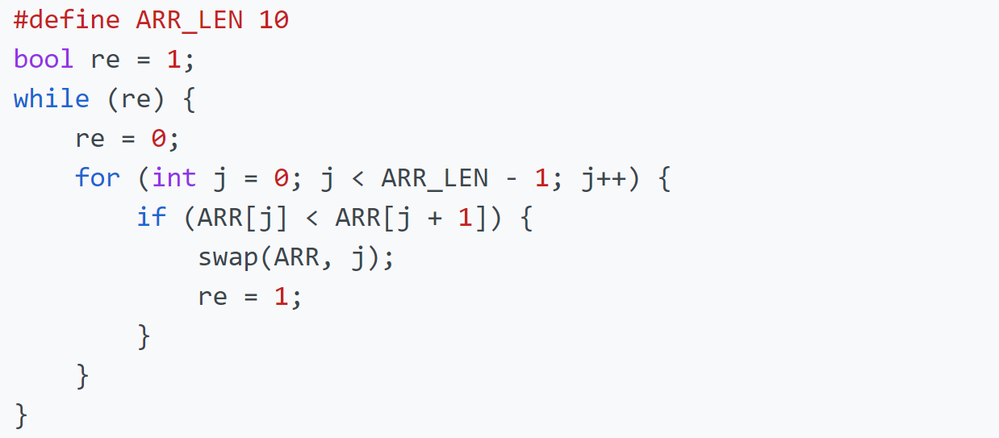 #define ARR_LEN 10
bool re = 1;
while (re) {
    re = 0;
    for (int j = 0; j < ARR_LEN - 1; j++) {
        if (ARR[j] < ARR[j + 1]) {
            swap(ARR, j);
            re = 1;
        }
    }
}